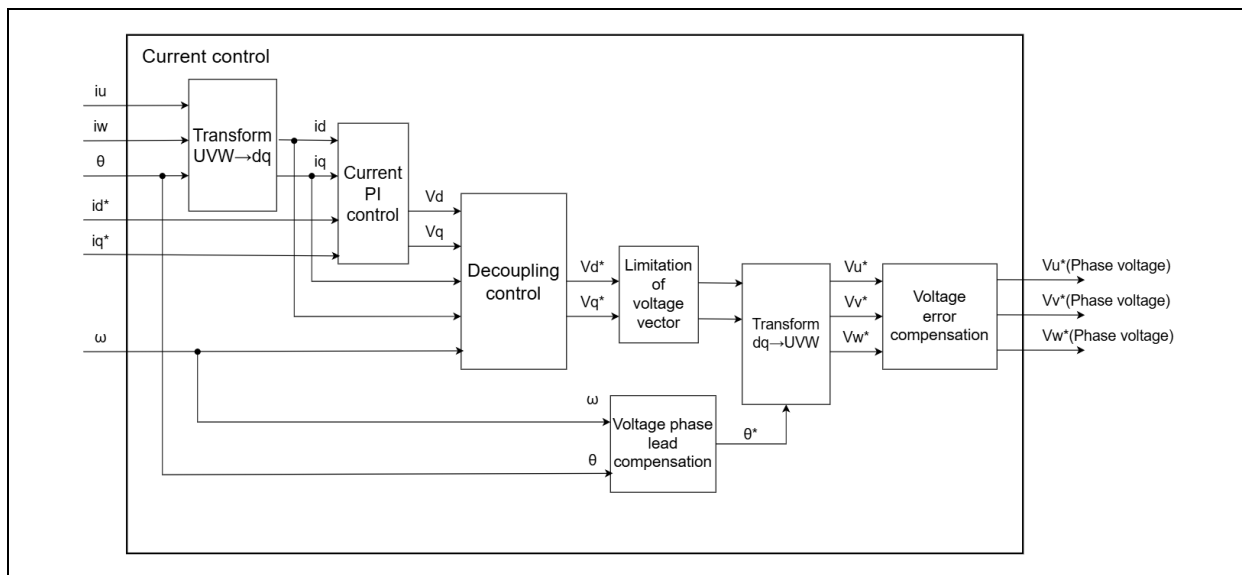 Current control
iu
iw
θ
id*
iq*
ω
Transform
UVW→dq
id
iq
Current
PI
control
Vd
Vq
Decoupling
control
Vd*
Vq*
Limitation
of
voltage
vector
Transform
dq→UVW
Vu*
Vv*
Vw*
Voltage
error
compensation
Vu*(Phase voltage)
Vv*(Phase voltage)
Vw*(Phase voltage)
ω
θ
Voltage phase
lead
compensation
θ*